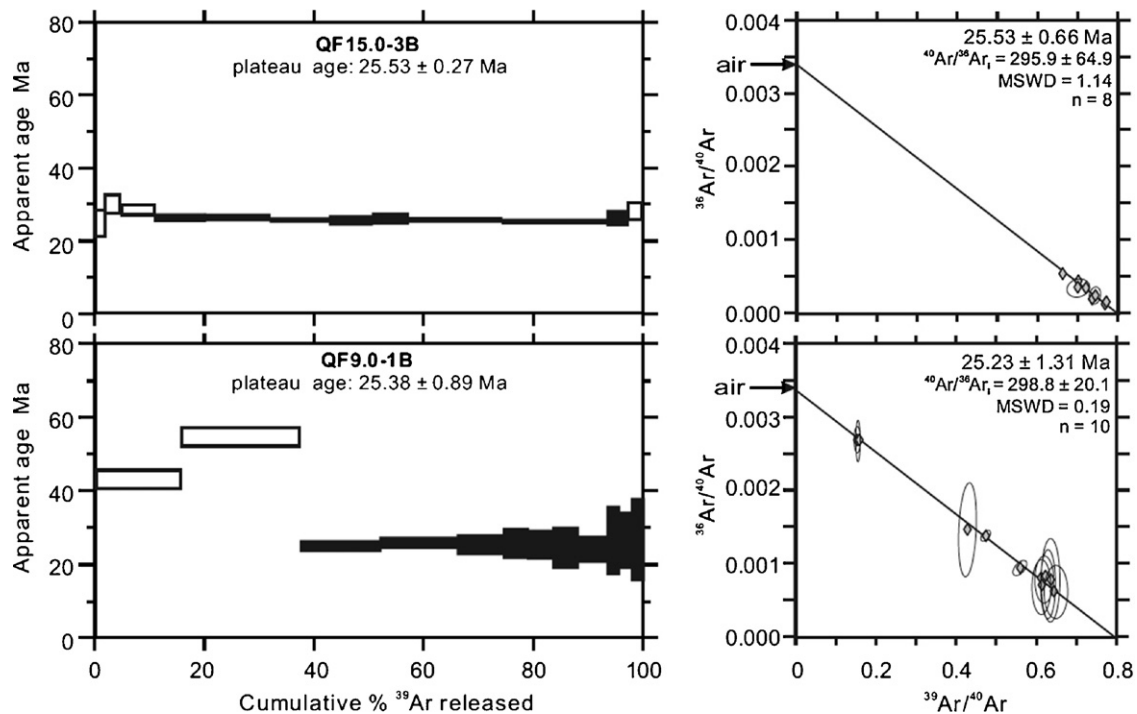 80
60
40
20
0
Apparent age Ma
QF15.0-3B
plateau age: 25.53 ± 0.27 Ma
0.004
0.003
0.002
0.001
0.000
³⁶Ar/⁴⁰Ar
air
25.53 ± 0.66 Ma
⁴⁰Ar/³⁶Arᵢ = 295.9 ± 64.9
MSWD = 1.14
n = 8
80
60
40
20
0
Apparent age Ma
QF9.0-1B
plateau age: 25.38 ± 0.89 Ma
0 20 40 60 80 100
Cumulative % ³⁹Ar released
0.004
0.003
0.002
0.001
0.000
³⁶Ar/⁴⁰Ar
air
25.23 ± 1.31 Ma
⁴⁰Ar/³⁶Arᵢ = 298.8 ± 20.1
MSWD = 0.19
n = 10
0 0.2 0.4 0.6 0.8
³⁹Ar/⁴⁰Ar